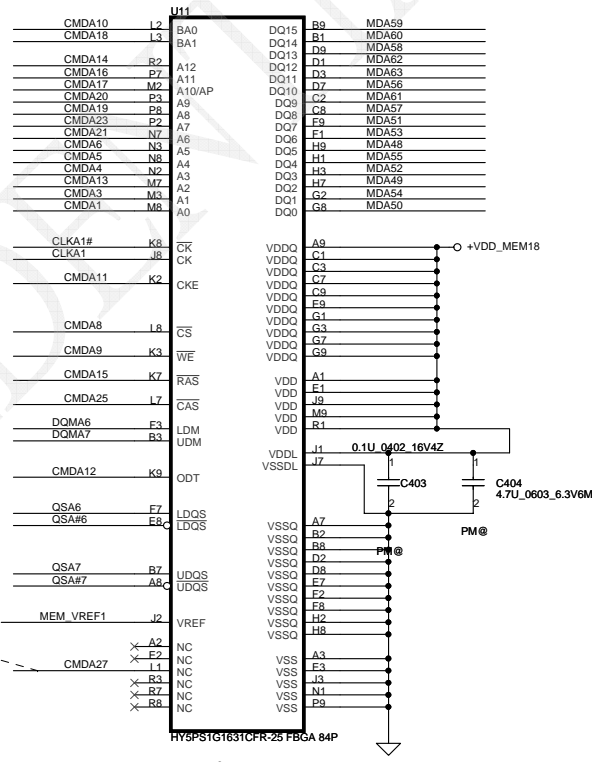 U11
CMDA10 L2 BA0 DQ15 B9 MDA59
CMDA18 L3 BA1 DQ14 B1 MDA60
DQ13 D9 MDA58
CMDA14 R2 A12 DQ12 D1 MDA62
CMDA16 P7 A11 DQ11 D3 MDA63
CMDA17 M2 A10/AP DQ10 D7 MDA56
CMDA20 P3 A9 DQ9 C2 MDA61
CMDA19 P8 A8 DQ8 C8 MDA57
CMDA23 P2 A7 DQ7 F9 MDA51
CMDA21 N7 A6 DQ6 F1 MDA53
CMDA6 N3 A5 DQ5 H9 MDA48
CMDA5 N8 A4 DQ4 H1 MDA55
CMDA4 N2 A3 DQ3 H3 MDA52
CMDA13 M7 A2 DQ2 H7 MDA49
CMDA3 M3 A1 DQ1 G2 MDA54
CMDA1 M8 A0 DQ0 G8 MDA50
CLKA1# K8 CK VDDQ A9 +VDD_MEM18
CLKA1 J8 CK VDDQ C1
VDDQ C3
CMDA11 K2 CKE VDDQ C7
VDDQ C9
VDDQ E9
VDDQ G1
CMDA8 L8 CS VDDQ G3
VDDQ G7
CMDA9 K3 WE VDDQ G9
CMDA15 K7 RAS VDD A1
VDD E1
CMDA25 L7 CAS VDD J9
VDD M9
DQMA6 F3 LDM VDD R1
DQMA7 B3 UDM
VDDL J1 0.1U_0402_16V4Z
CMDA12 K9 ODT VSSDL J7 1 1
C403 C404
4.7U_0603_6.3V6M
2 2
QSA6 F7 LDQS
QSA#6 E8 LDQS VSSQ A7
VSSQ B2 PM@
VSSQ B8 PM@
VSSQ D2
QSA7 B7 UDQS VSSQ D8
QSA#7 A8 UDQS VSSQ E7
VSSQ F2
VSSQ F8
MEM_VREF1 J2 VREF VSSQ H2
VSSQ H8
A2 NC
E2 NC VSS A3
CMDA27 L1 NC VSS E3
R3 NC VSS J3
R7 NC VSS N1
R8 NC VSS P9
HY5PS1G1631CFR-25 FBGA 84P